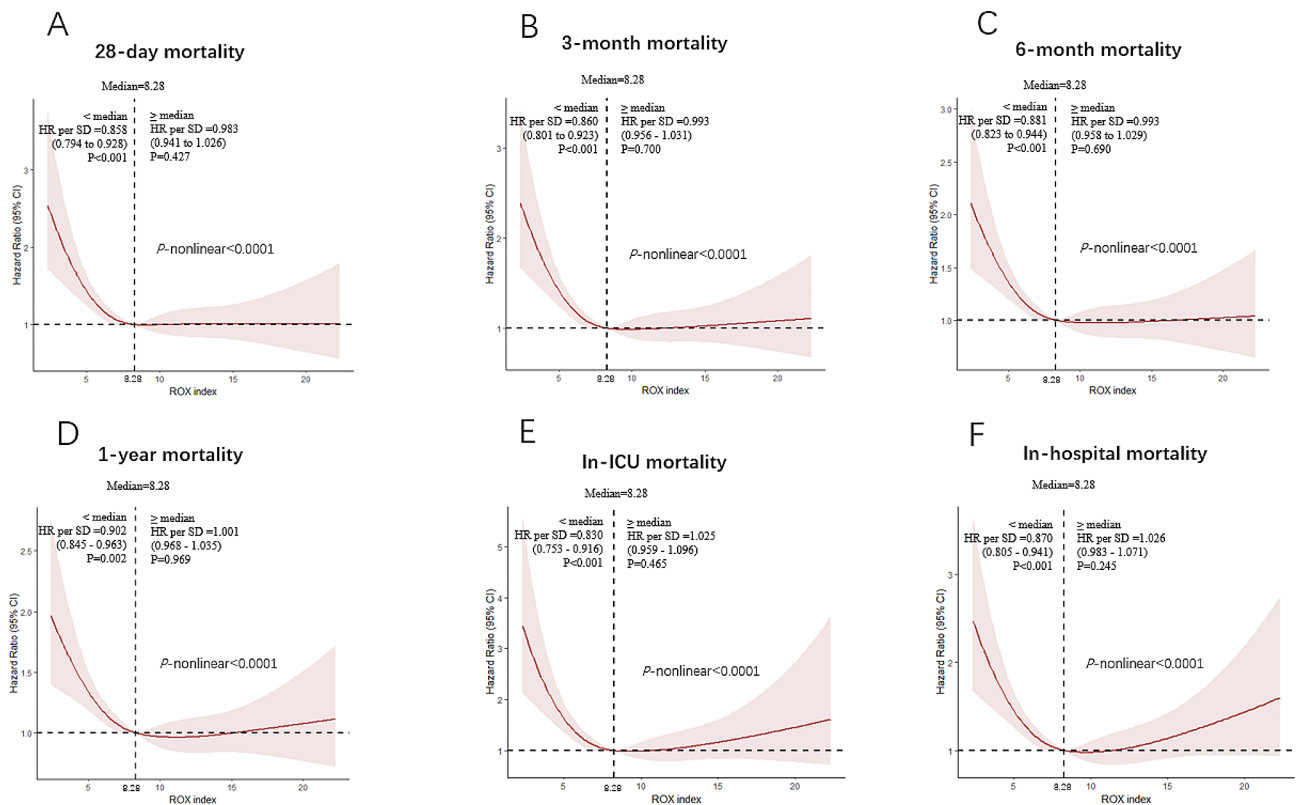 A
28-day mortality
Median=8.28
< median
HR per SD =0.858
(0.794 to 0.928)
P<0.001
≥ median
HR per SD =0.983
(0.941 to 1.026)
P=0.427
P-nonlinear<0.0001
Hazard Ratio (95% CI)
3
2
1
5
8.28
10
15
20
ROX index
B
3-month mortality
Median=8.28
< median
HR per SD =0.860
(0.801 to 0.923)
P<0.001
≥ median
HR per SD =0.993
(0.956 - 1.031)
P=0.700
P-nonlinear<0.0001
Hazard Ratio (95% CI)
3
2
1
5
8.28
10
15
20
ROX index
C
6-month mortality
Median=8.28
< median
HR per SD =0.881
(0.823 to 0.944)
P<0.001
≥ median
HR per SD =0.993
(0.958 to 1.029)
P=0.690
P-nonlinear<0.0001
Hazard Ratio (95% CI)
3.0
2.5
2.0
1.5
1.0
5
8.28
10
15
20
ROX index
D
1-year mortality
Median=8.28
< median
HR per SD =0.902
(0.845 - 0.963)
P=0.002
≥ median
HR per SD =1.001
(0.968 - 1.035)
P=0.969
P-nonlinear<0.0001
Hazard Ratio (95% CI)
2.5
2.0
1.5
1.0
5
8.28
10
15
20
ROX index
E
In-ICU mortality
Median=8.28
< median
HR per SD =0.830
(0.753 - 0.916)
P<0.001
≥ median
HR per SD =1.025
(0.959 - 1.096)
P=0.465
P-nonlinear<0.0001
Hazard Ratio (95% CI)
5
4
3
2
1
5
8.28
10
15
20
ROX index
F
In-hospital mortality
Median=8.28
< median
HR per SD =0.870
(0.805 - 0.941)
P<0.001
≥ median
HR per SD =1.026
(0.983 - 1.071)
P=0.245
P-nonlinear<0.0001
Hazard Ratio (95% CI)
3
2
1
5
8.28
10
15
20
ROX index